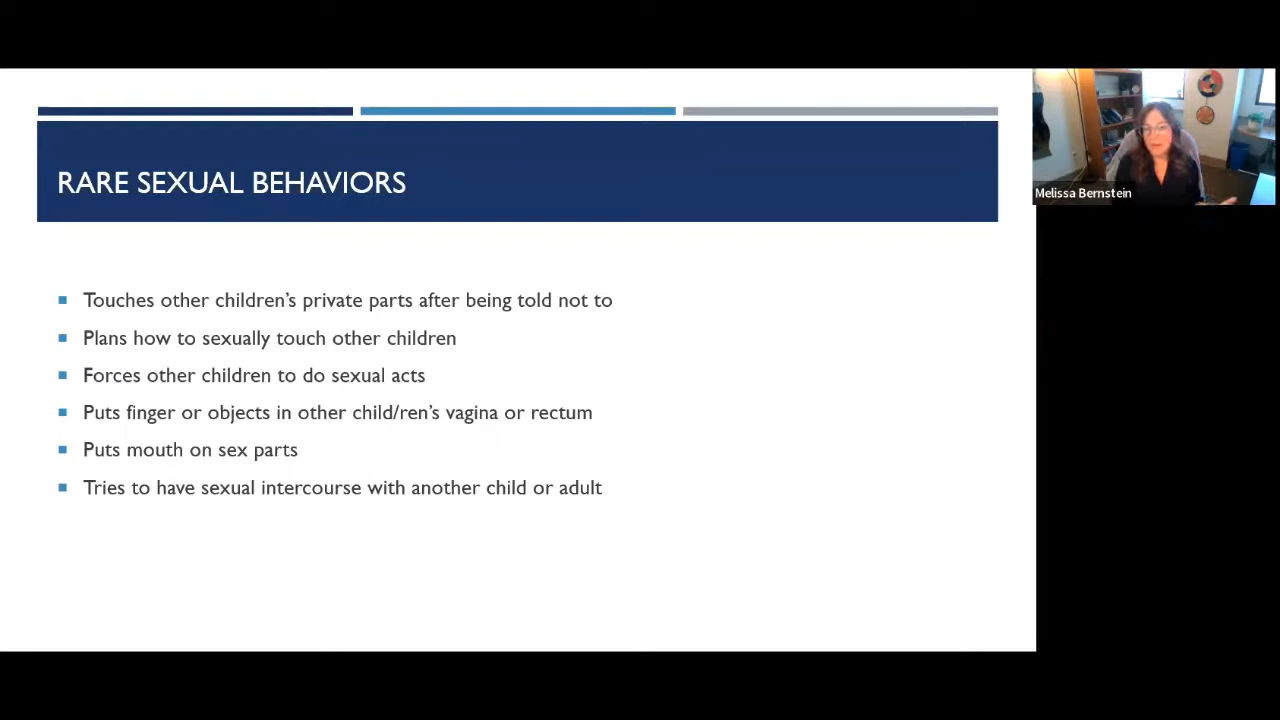 RARE SEXUAL BEHAVIORS
Touches other children's private parts after being told not to
Plans how to sexually touch other children
Forces other children to do sexual acts
Puts finger or objects in other child/ren's vagina or rectum
Puts mouth on sex parts
Tries to have sexual intercourse with another child or adult
Melissa Bernstein